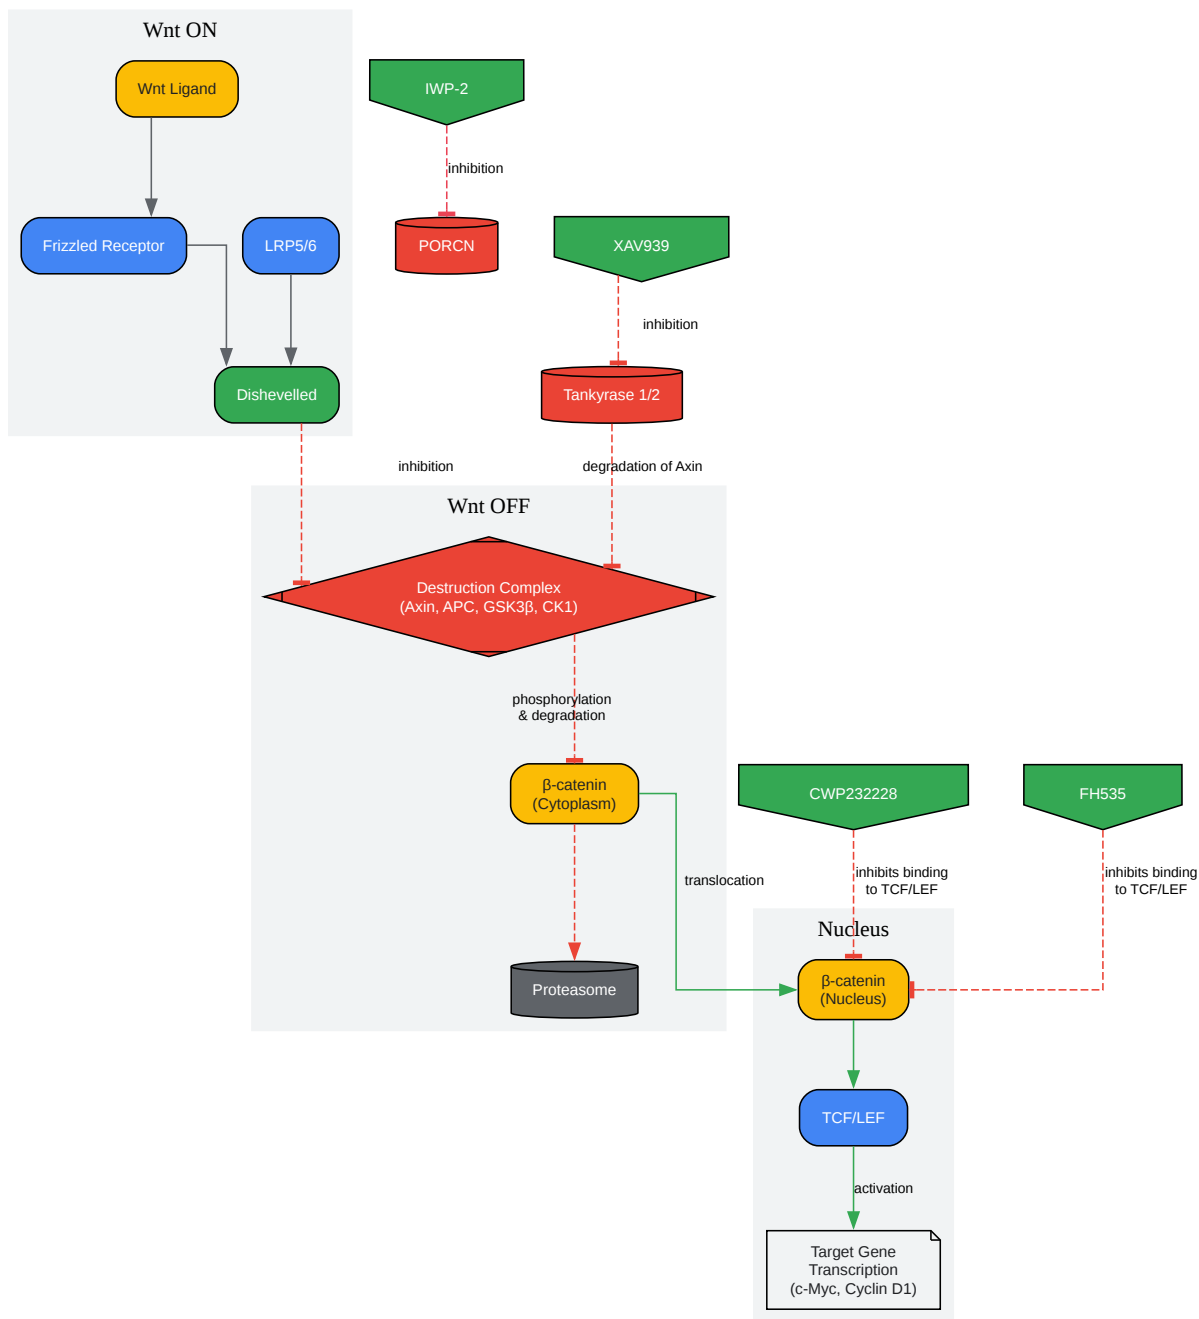 Wnt ON
Wnt Ligand
IWP-2
inhibition
Frizzled Receptor
LRP5/6
PORCN
XAV939
inhibition
Dishevelled
Tankyrase 1/2
inhibition
degradation of Axin
Wnt OFF
Destruction Complex
(Axin, APC, GSK3β, CK1)
phosphorylation
& degradation
β-catenin
(Cytoplasm)
CWP232228
FH535
translocation
inhibits binding
to TCF/LEF
inhibits binding
to TCF/LEF
Nucleus
Proteasome
β-catenin
(Nucleus)
TCF/LEF
activation
Target Gene
Transcription
(c-Myc, Cyclin D1)